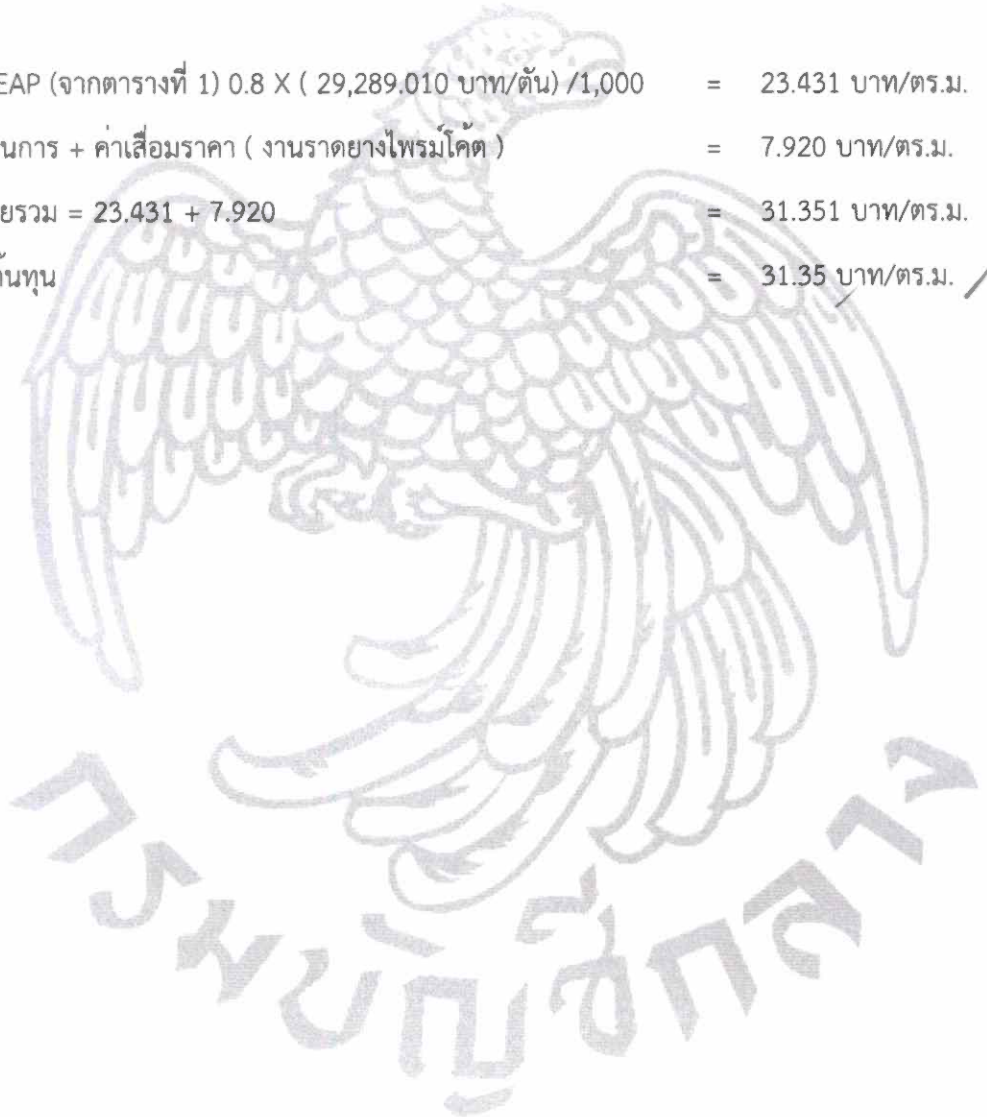 EAP (จากตารางที่ 1) 0.8 X ( 29,289.010 บาท/ตัน) /1,000 = 23.431 บาท/ตร.ม.
นการ + ค่าเสื่อมราคา ( งานราดยางไพรม์โค้ต ) = 7.920 บาท/ตร.ม.
ยรวม = 23.431 + 7.920 = 31.351 บาท/ตร.ม.
ต้นทุน = 31.35 บาท/ตร.ม.
กรมบัญชีกลาง